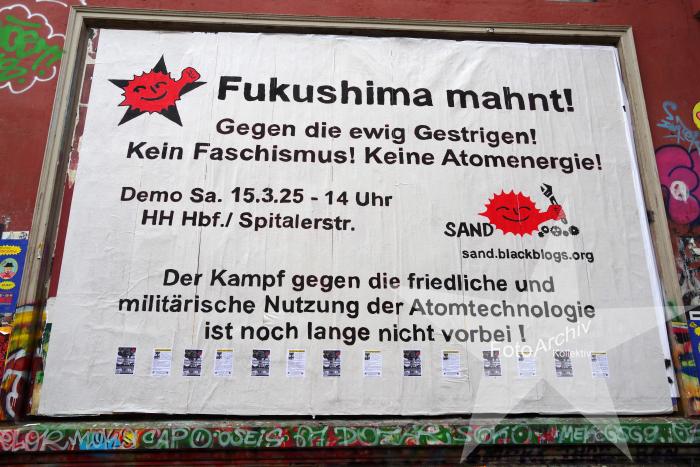 Fukushima mahnt!
Gegen die ewig Gestrigen!
Kein Faschismus! Keine Atomenergie!
Demo Sa. 15.3.25 - 14 Uhr
HH Hbf./ Spitalerstr.
SAND
sand.blackblogs.org
Der Kampf gegen die friedliche und
militärische Nutzung der Atomtechnologie
ist noch lange nicht vorbei !
FotoArchiv
Kollektiv